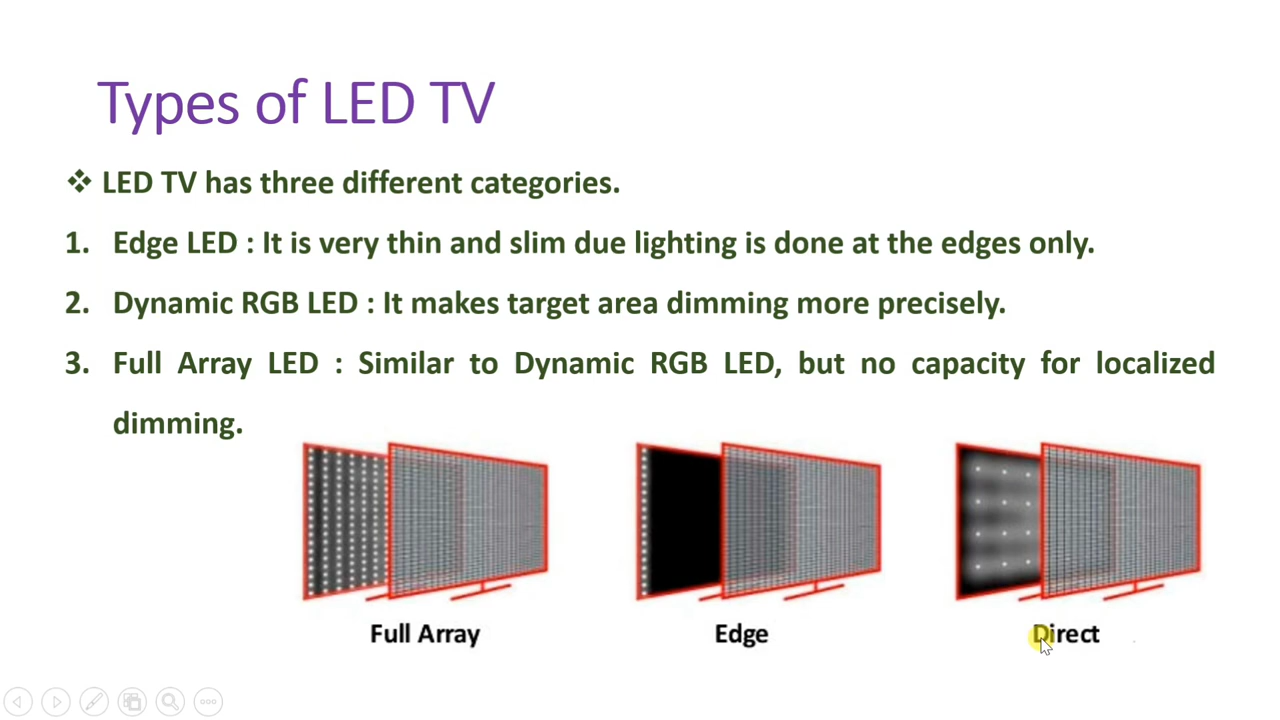 Types of LED TV
❖ LED TV has three different categories.
1. Edge LED : It is very thin and slim due lighting is done at the edges only.
2. Dynamic RGB LED : It makes target area dimming more precisely.
3. Full Array LED : Similar to Dynamic RGB LED, but no capacity for localized
dimming.
Full Array
Edge
Direct